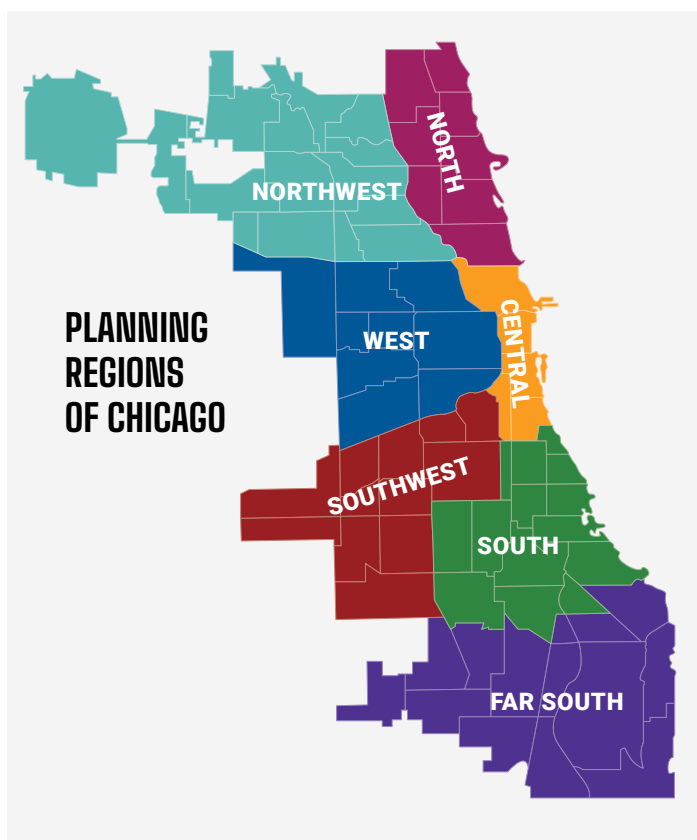 NORTH
NORTHWEST
PLANNING
REGIONS
OF CHICAGO
WEST
CENTRAL
SOUTHWEST
SOUTH
FAR SOUTH